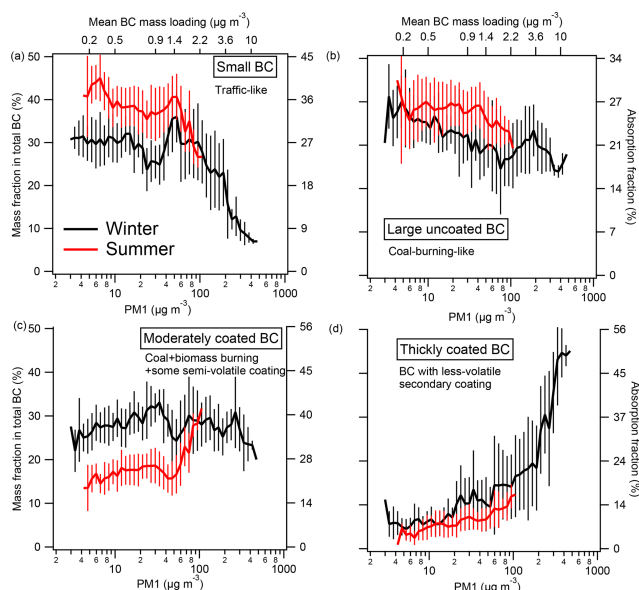 Mean BC mass loading (µg m⁻³)
0.2 0.5 0.9 1.4 2.2 3.6 10
(a)
50
40
30
20
10
0
Mass fraction in total BC (%)
45
36
27
18
9
0
Small BC
Traffic-like
Winter
Summer
2 4 6 8 10 2 4 6 8 100 2 4 6 8 1000
PM1 (µg m⁻³)
Mean BC mass loading (µg m⁻³)
0.2 0.5 0.9 1.4 2.2 3.6 10
(b)
34
27
21
14
7
0
Absorption fraction (%)
Large uncoated BC
Coal-burning-like
2 4 6 8 10 2 4 6 8 100 2 4 6 8 1000
PM1 (µg m⁻³)
(c)
50
40
30
20
10
0
Mass fraction in total BC (%)
56
42
28
14
0
Moderately coated BC
Coal+biomass burning
+some semi-volatile coating
2 4 6 8 10 2 4 6 8 100 2 4 6 8 1000
PM1 (µg m⁻³)
(d)
56
47
37
24
14
0
Absorption fraction (%)
Thickly coated BC
BC with less-volatile
secondary coating
2 4 6 8 10 2 4 6 8 100 2 4 6 8 1000
PM1 (µg m⁻³)